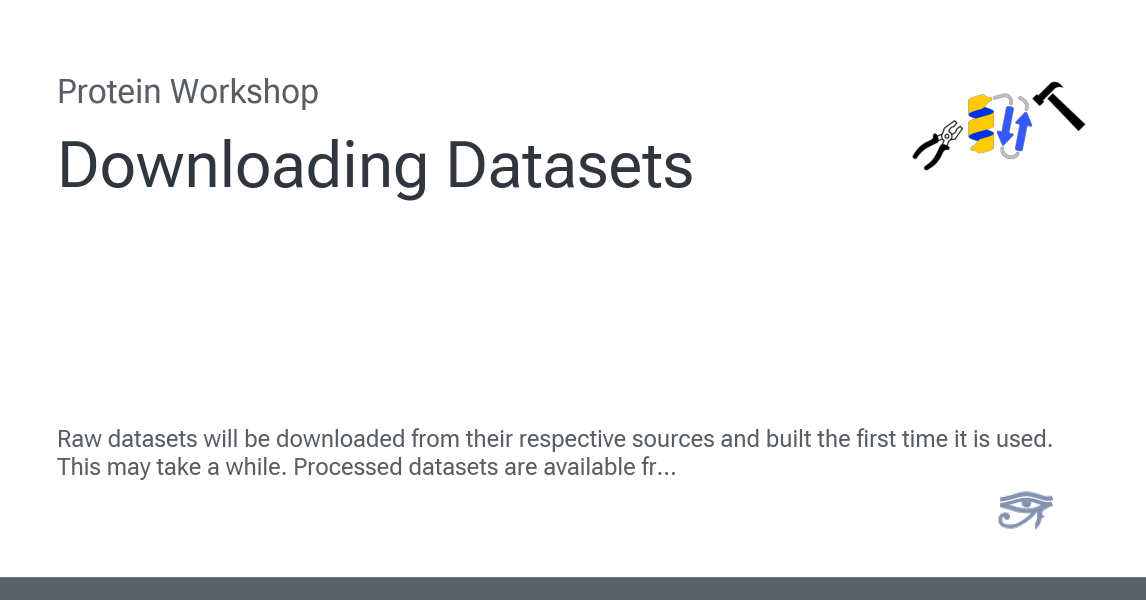 Protein Workshop
Downloading Datasets
Raw datasets will be downloaded from their respective sources and built the first time it is used.
This may take a while. Processed datasets are available fr...